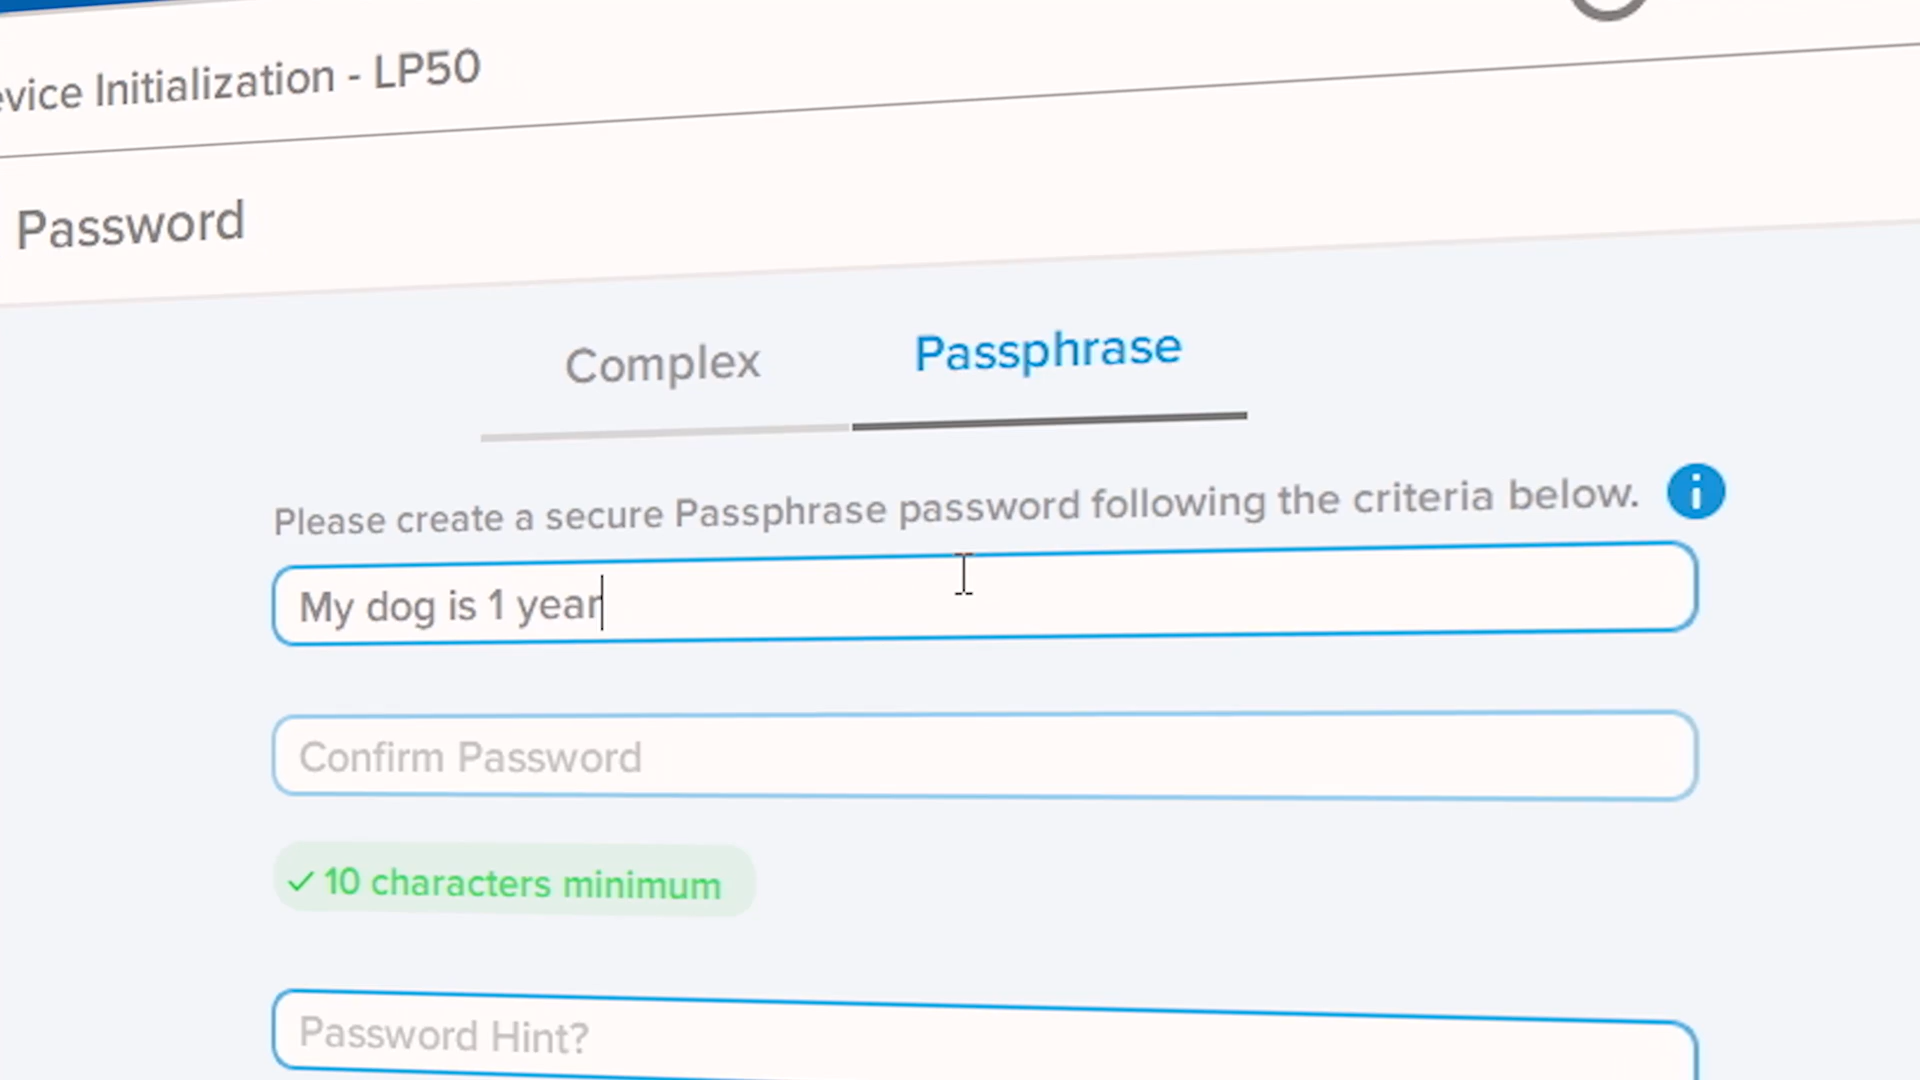 evice Initialization - LP50
Password
Complex Passphrase
Please create a secure Passphrase password following the criteria below.
My dog is 1 year
Confirm Password
10 characters minimum
Password Hint?